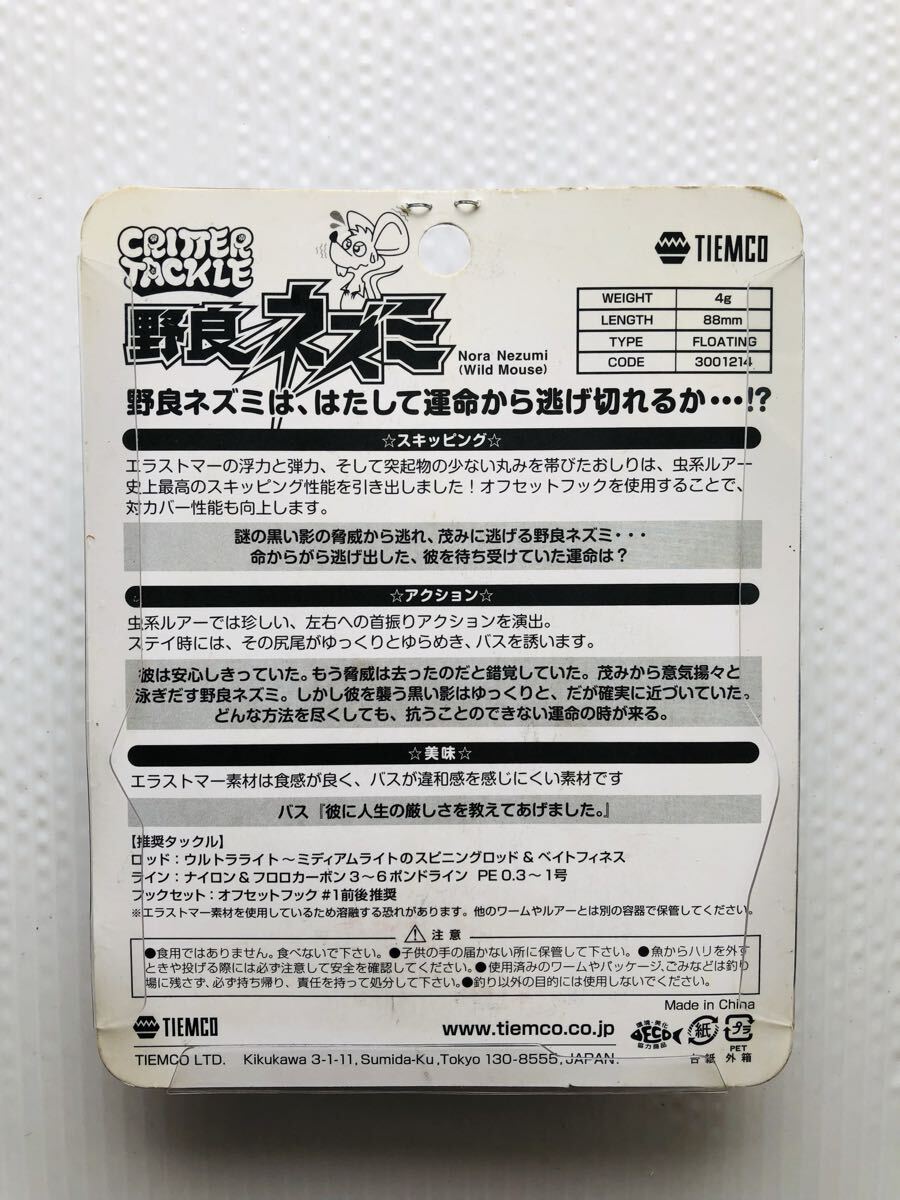 CRITTER
TACKLE
TIEMCO
野良ネズミ
Nora Nezumi
(Wild Mouse)
WEIGHT 4g
LENGTH 88mm
TYPE FLOATING
CODE 3001214
野良ネズミは、はたして運命から逃げ切れるか・・・!?
☆スキッピング☆
エラストマーの浮力と弾力、そして突起物の少ない丸みを帯びたおしりは、虫系ルアー
史上最高のスキッピング性能を引き出しました！オフセットフックを使用することで、
対カバー性能も向上します。
謎の黒い影の脅威から逃れ、茂みに逃げる野良ネズミ・・・
命からがら逃げ出した、彼を待ち受けていた運命は？
☆アクション☆
虫系ルアーでは珍しい、左右への首振りアクションを演出。
ステイ時には、その尻尾がゆっくりとゆらめき、バスを誘います。
彼は安心しきっていた。もう脅威は去ったのだと錯覚していた。茂みから意気揚々と
泳ぎだす野良ネズミ。しかし彼を襲う黒い影はゆっくりと、だが確実に近づいていた。
どんな方法を尽くしても、抗うことのできない運命の時が来る。
☆美味☆
エラストマー素材は食感が良く、バスが違和感を感じにくい素材です
バス『彼に人生の厳しさを教えてあげました。』
【推奨タックル】
ロッド：ウルトラライト～ミディアムライトのスピニングロッド＆ベイトフィネス
ライン：ナイロン＆フロロカーボン3～6ポンドライン PE0.3～1号
フックセット：オフセットフック#1前後推奨
※エラストマー素材を使用しているため溶融する恐れがあります。他のワームやルアーとは別の容器で保管してください。
⚠ 注意
●食用ではありません。食べないで下さい。●子供の手の届かない所に保管して下さい。●魚からハリを外す
ときや投げる際には必ず注意して安全を確認してください。●使用済みのワームやパッケージ、ごみなどは釣り
場に残さず、必ず持ち帰り、責任を持って処分して下さい。●釣り以外の目的には使用しないでください。
Made in China
TIEMCO
www.tiemco.co.jp
環境・美化
ECO
協力商品
紙
プラ
PET
台紙 外箱
TIEMCO LTD. Kikukawa 3-1-11, Sumida-Ku, Tokyo 130-8555, JAPAN.